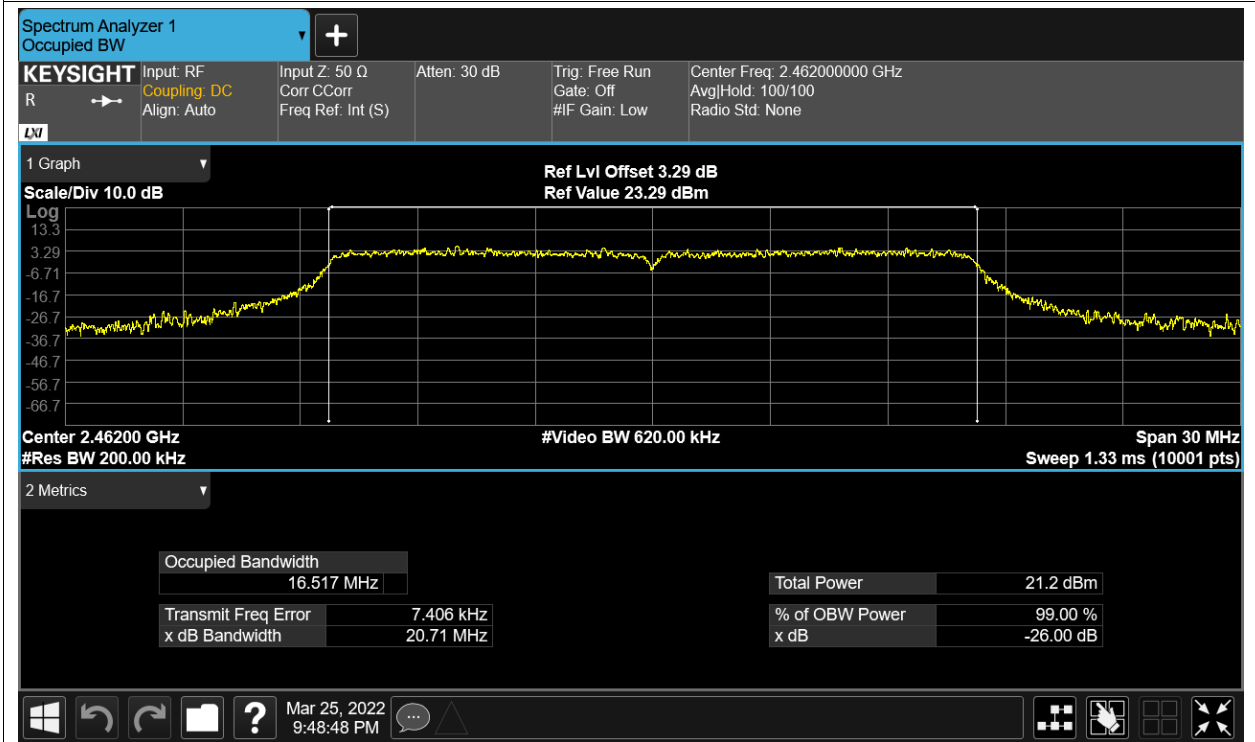 Spectrum Analyzer 1
Occupied BW
KEYSIGHT
R
LXI
Input: RF
Coupling: DC
Align: Auto
Input Z: 50 Ω
Corr CCorr
Freq Ref: Int (S)
Atten: 30 dB
Trig: Free Run
Gate: Off
#IF Gain: Low
Center Freq: 2.462000000 GHz
Avg|Hold: 100/100
Radio Std: None
1 Graph
Scale/Div 10.0 dB
Ref Lvl Offset 3.29 dB
Ref Value 23.29 dBm
Log
13.3
3.29
-6.71
-16.7
-26.7
-36.7
-46.7
-56.7
-66.7
Center 2.46200 GHz
#Res BW 200.00 kHz
#Video BW 620.00 kHz
Span 30 MHz
Sweep 1.33 ms (10001 pts)
2 Metrics
Occupied Bandwidth
16.517 MHz
Transmit Freq Error 7.406 kHz
x dB Bandwidth 20.71 MHz
Total Power 21.2 dBm
% of OBW Power 99.00 %
x dB -26.00 dB
?
Mar 25, 2022
9:48:48 PM